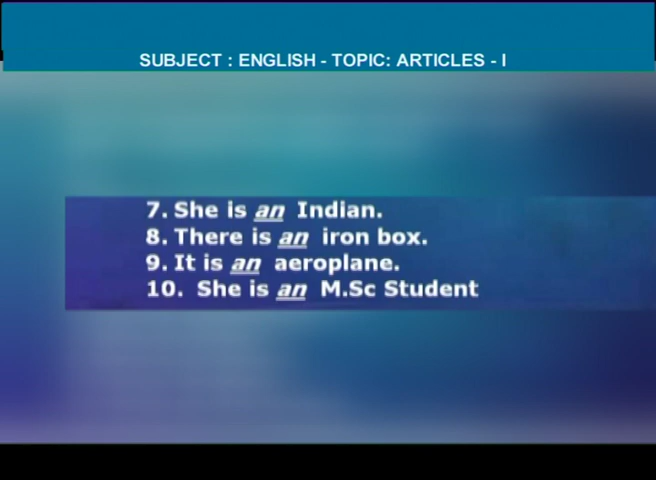 SUBJECT : ENGLISH - TOPIC: ARTICLES - I
7. She is an Indian.
8. There is an iron box.
9. It is an aeroplane.
10. She is an M.Sc Student